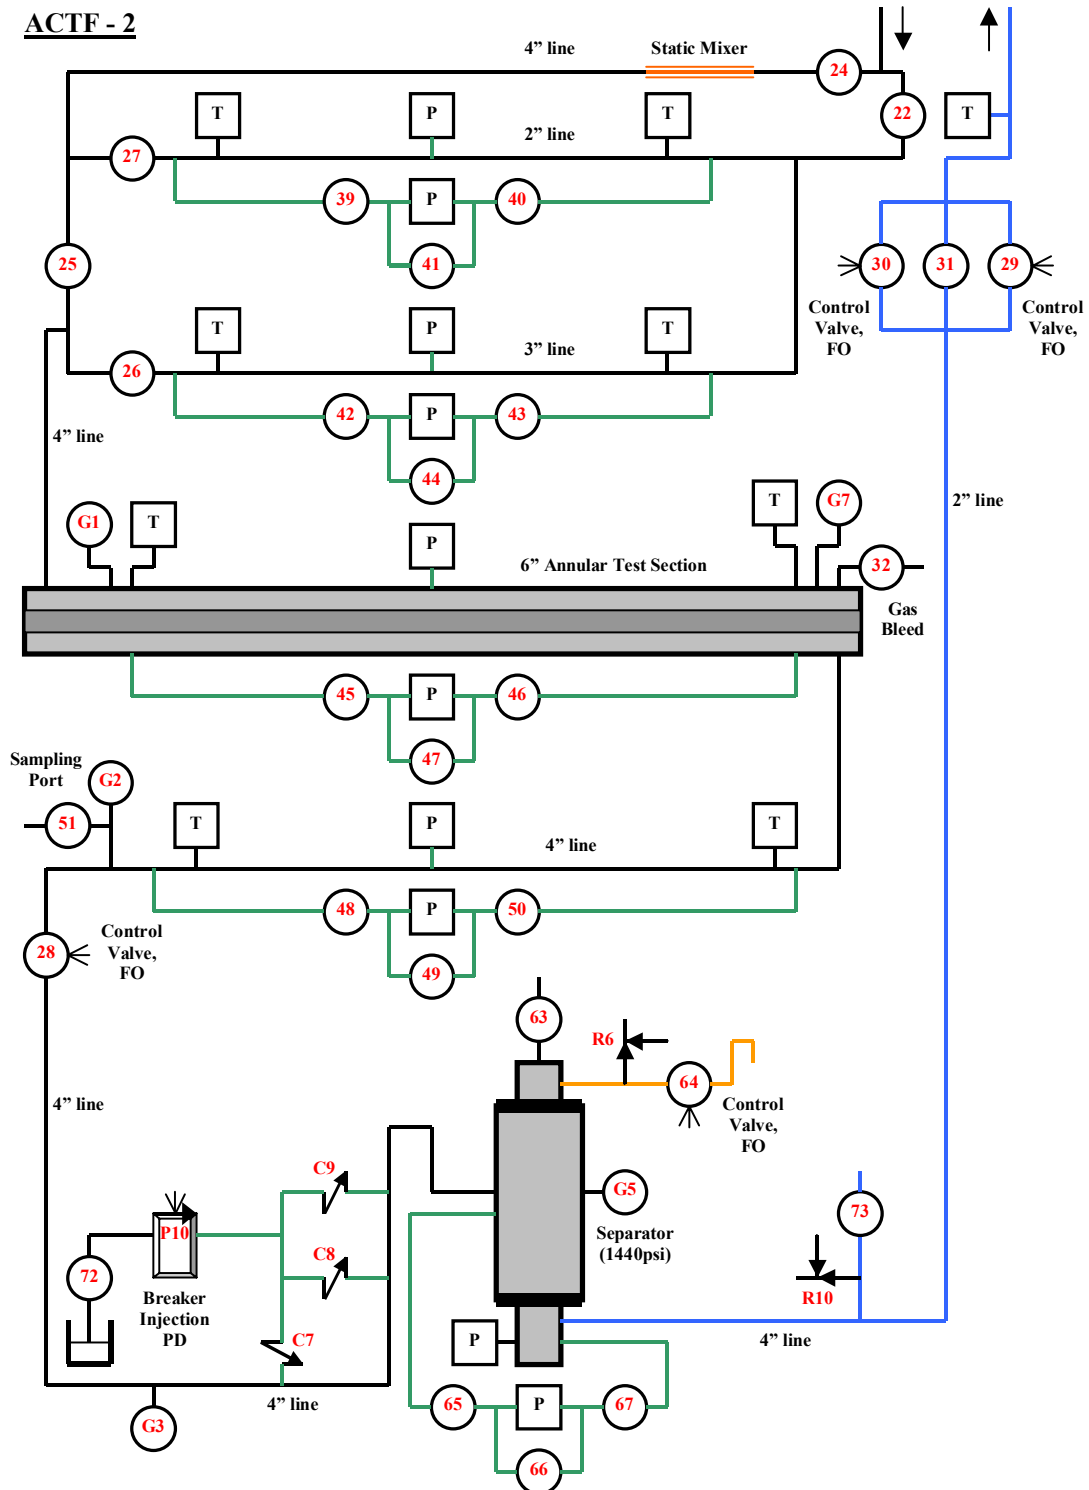 ACTF - 2
4” line
Static Mixer
24
22
T
P
T
T
2” line
27
39
P
40
41
25
30
31
29
Control
Valve,
FO
Control
Valve,
FO
T
P
T
3” line
26
42
P
43
44
4” line
2” line
G1
T
P
T
G7
6” Annular Test Section
32
Gas
Bleed
45
P
46
47
Sampling
Port
G2
51
T
P
T
4” line
48
P
50
49
28
Control
Valve,
FO
63
R6
64
Control
Valve,
FO
4” line
C9
P10
C8
72
Breaker
Injection
PD
C7
G5
Separator
(1440psi)
73
R10
P
4” line
4” line
65
P
67
G3
66